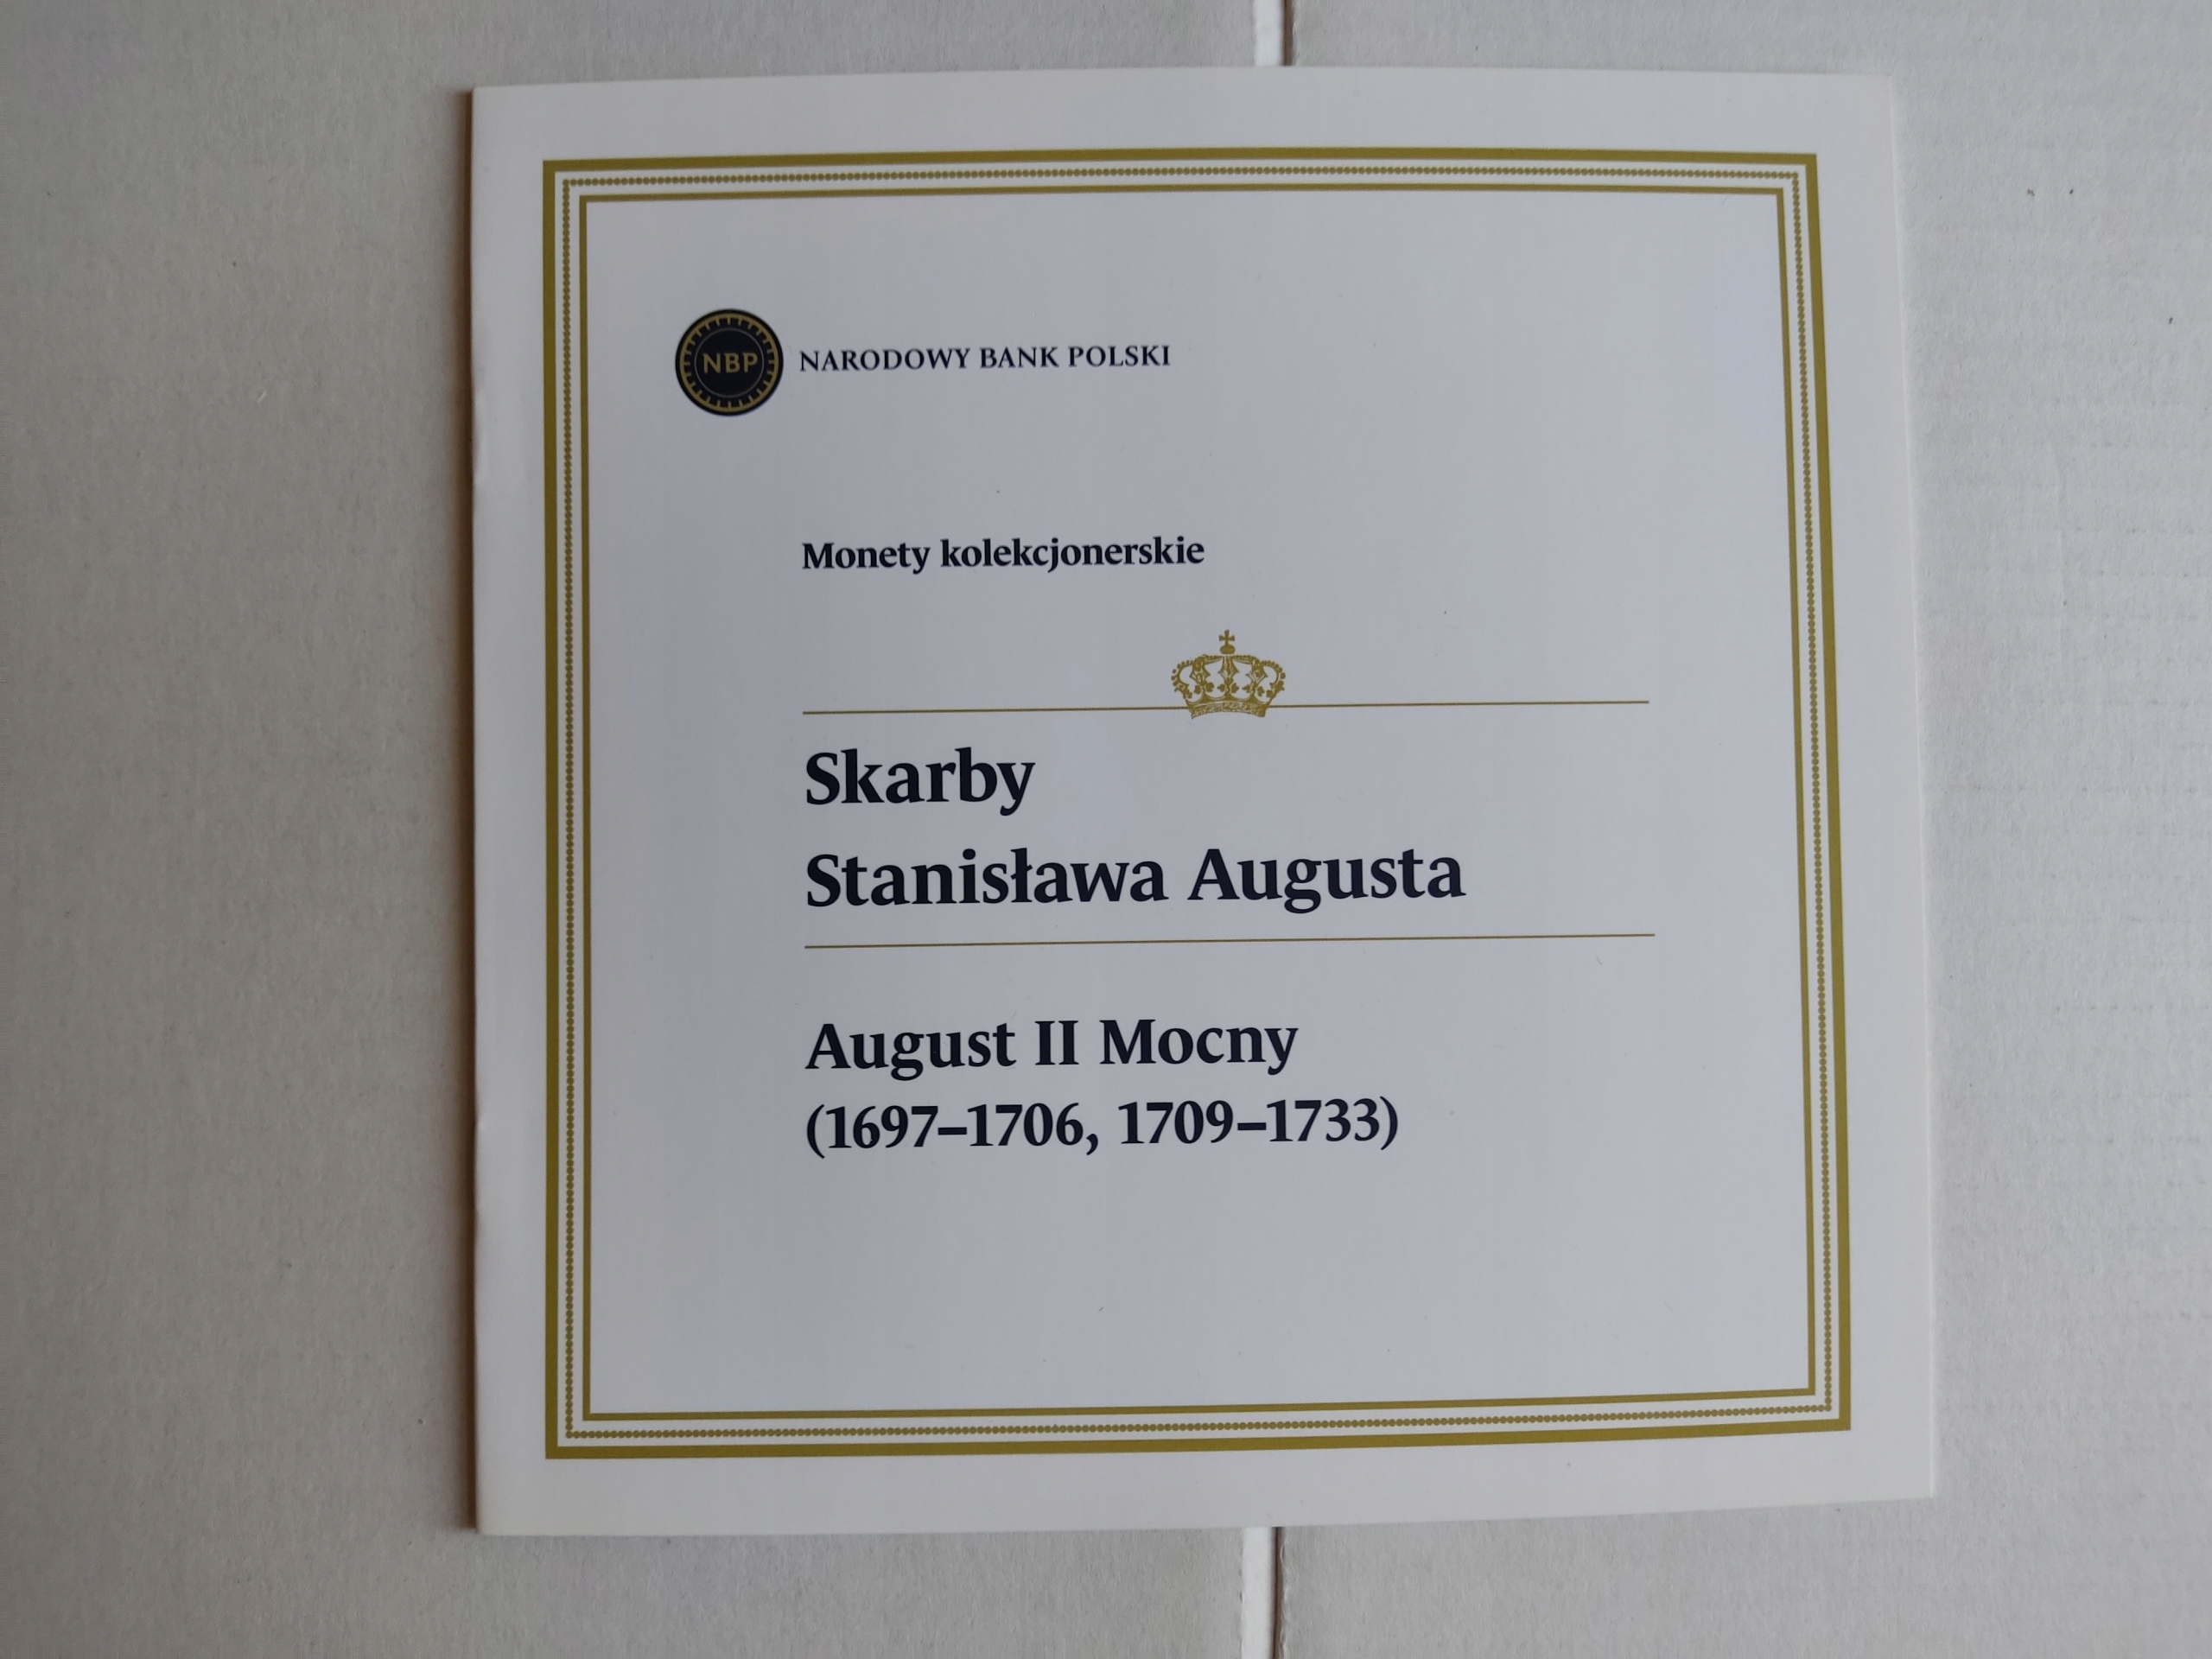 NBP NARODOWY BANK POLSKI
Monety kolekcjonerskie
Skarby
Stanisława Augusta
August II Mocny
(1697–1706, 1709–1733)